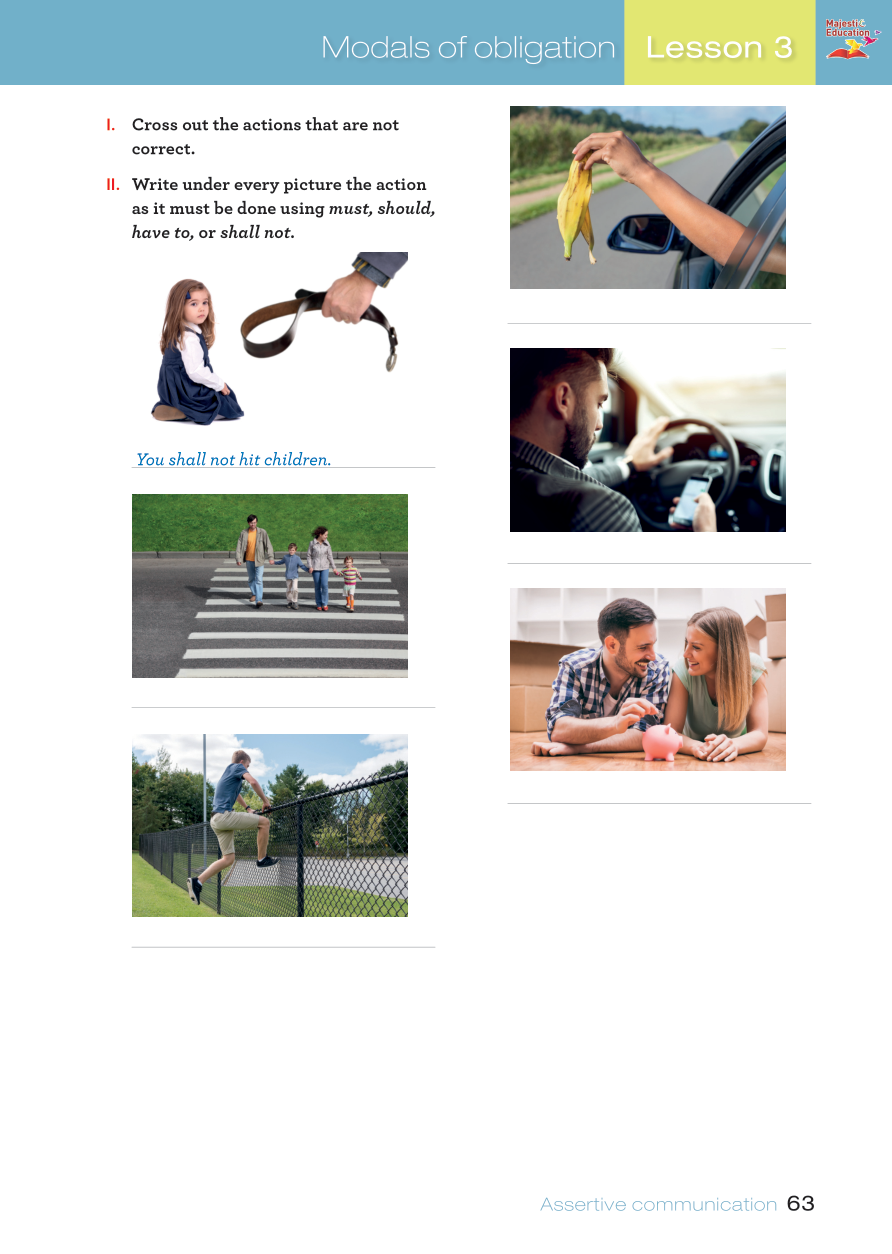 Modals of obligation Lesson 3
Majesti
Education
I. Cross out the actions that are not
correct.
II. Write under every picture the action
as it must be done using must, should,
have to, or shall not.
You shall not hit children.
Assertive communication 63